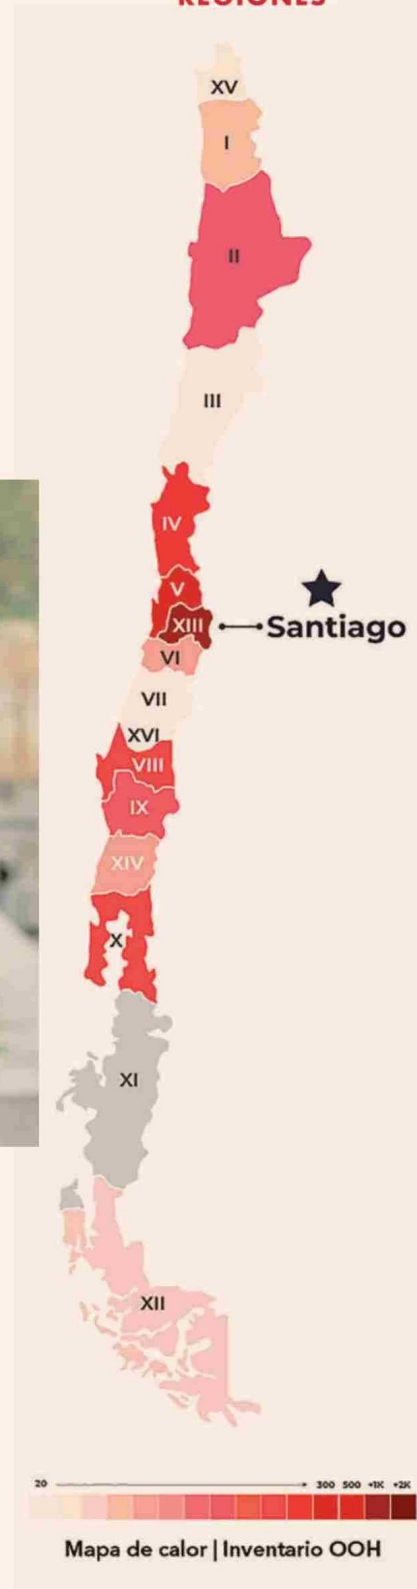 REGIONES
XV
I
II
III
IV
V
XIII
Santiago
VI
VII
XVI
VIII
IX
XIV
X
XI
XII
20 300 500 +1K +2K
Mapa de calor | Inventario OOH